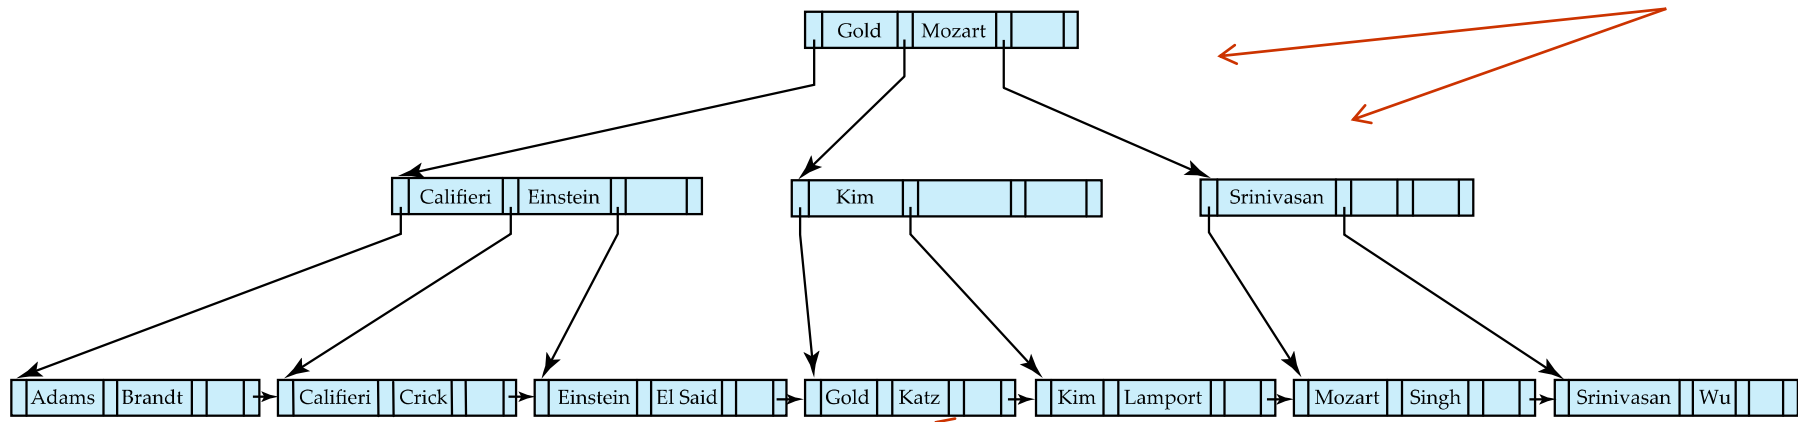 Gold Mozart
Califieri Einstein Kim Srinivasan
Adams Brandt Califieri Crick Einstein El Said Gold Katz Kim Lamport Mozart Singh Srinivasan Wu